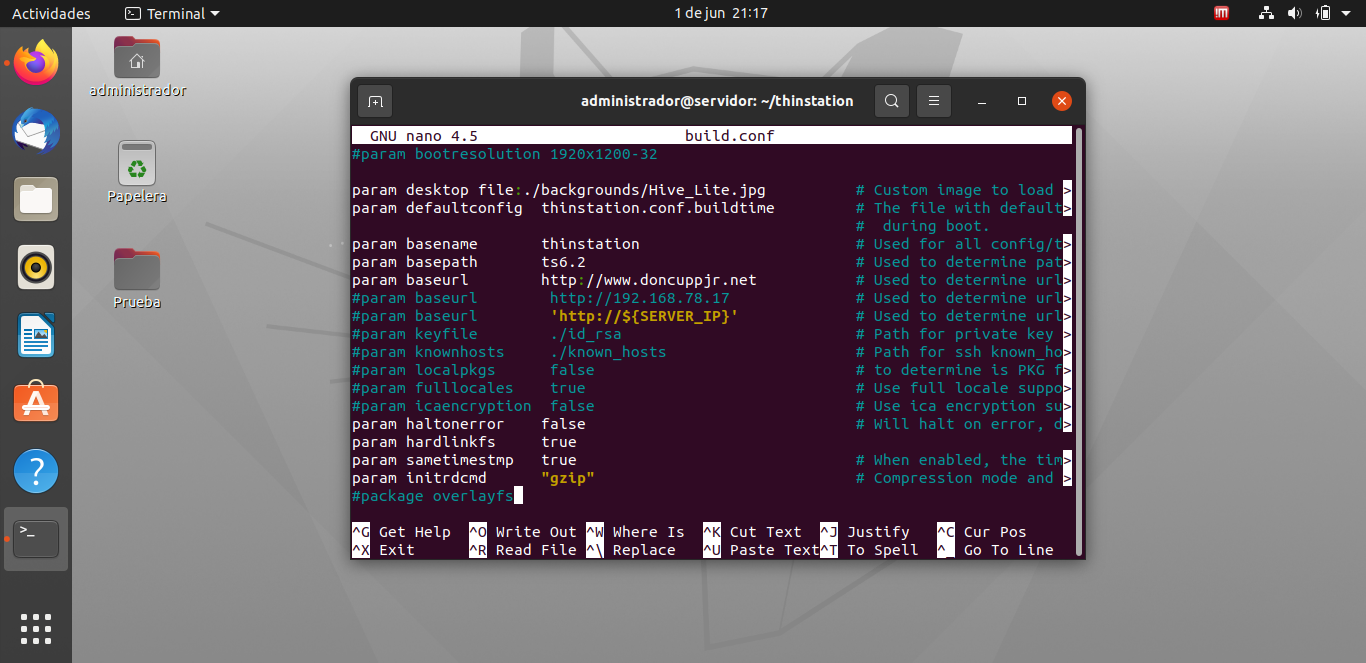 Actividades Terminal 1 de jun 21:17
administrador
Papelera
Prueba
administrador@servidor: ~/thinstation
GNU nano 4.5 build.conf
#param bootresolution 1920x1200-32
param desktop file:./backgrounds/Hive_Lite.jpg # Custom image to load >
param defaultconfig thinstation.conf.buildtime # The file with default>
# during boot.
param basename thinstation # Used for all config/t>
param basepath ts6.2 # Used to determine pat>
param baseurl http://www.doncuppjr.net # Used to determine url>
#param baseurl http://192.168.78.17 # Used to determine url>
#param baseurl 'http://${SERVER_IP}' # Used to determine url>
#param keyfile ./id_rsa # Path for private key >
#param knownhosts ./known_hosts # Path for ssh known_ho>
#param localpkgs false # to determine is PKG f>
#param fulllocales true # Use full locale suppo>
#param icaencryption false # Use ica encryption su>
param haltonerror false # Will halt on error, d>
param hardlinkfs true
param sametimestmp true # When enabled, the tim>
param initrdcmd "gzip" # Compression mode and >
#package overlayfs
^G Get Help ^O Write Out ^W Where Is ^K Cut Text ^J Justify ^C Cur Pos
^X Exit ^R Read File ^\ Replace ^U Paste Text ^T To Spell ^_ Go To Line